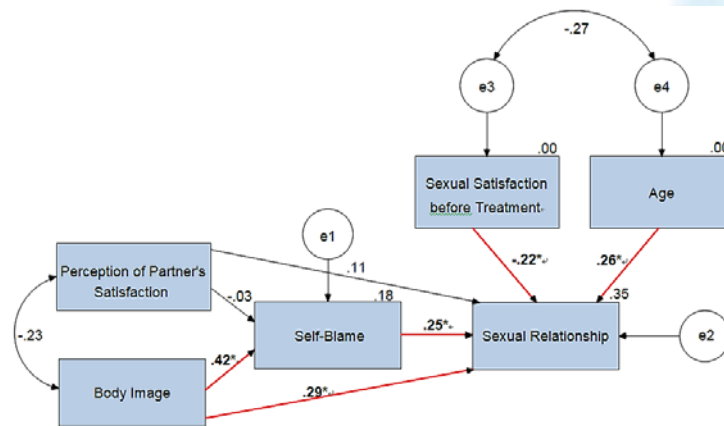 -.27
e3
e4
.00
.00
Sexual Satisfaction
before Treatment
Age
e1
-.22*
.26*
Perception of Partner's
Satisfaction
.11
-.03
.18
.35
-.23
Self-Blame
.25*
Sexual Relationship
e2
.42*
Body Image
.29*